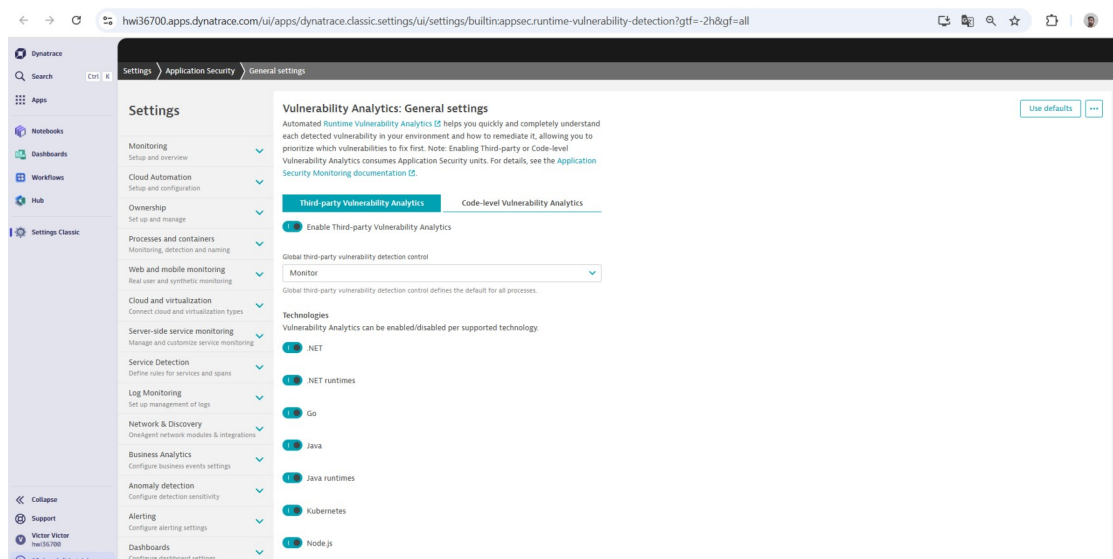 hwi36700.apps.dynatrace.com/ui/apps/dynatrace.classic.settings/ui/settings/builtin:appsec.runtime-vulnerability-detection?gtf=-2h&gf=all
Dynatrace
Search Ctrl K
Apps
Notebooks
Dashboards
Workflows
Hub
Settings Classic
Collapse
Support
V Victor Victor
hwi36700
Settings Application Security General settings
Settings
Monitoring
Setup and overview
Cloud Automation
Setup and configuration
Ownership
Set up and manage
Processes and containers
Monitoring, detection and naming
Web and mobile monitoring
Real user and synthetic monitoring
Cloud and virtualization
Connect cloud and virtualization types
Server-side service monitoring
Manage and customize service monitoring
Service Detection
Define rules for services and spans
Log Monitoring
Set up management of logs
Network & Discovery
OneAgent network modules & integrations
Business Analytics
Configure business events settings
Anomaly detection
Configure detection sensitivity
Alerting
Configure alerting settings
Dashboards
Configure dashboard settings
Vulnerability Analytics: General settings
Use defaults
Automated Runtime Vulnerability Analytics helps you quickly and completely understand
each detected vulnerability in your environment and how to remediate it, allowing you to
prioritize which vulnerabilities to fix first. Note: Enabling Third-party or Code-level
Vulnerability Analytics consumes Application Security units. For details, see the Application
Security Monitoring documentation.
Third-party Vulnerability Analytics Code-level Vulnerability Analytics
Enable Third-party Vulnerability Analytics
Global third-party vulnerability detection control
Monitor
Global third-party vulnerability detection control defines the default for all processes.
Technologies
Vulnerability Analytics can be enabled/disabled per supported technology.
.NET
.NET runtimes
Go
Java
Java runtimes
Kubernetes
Node.js